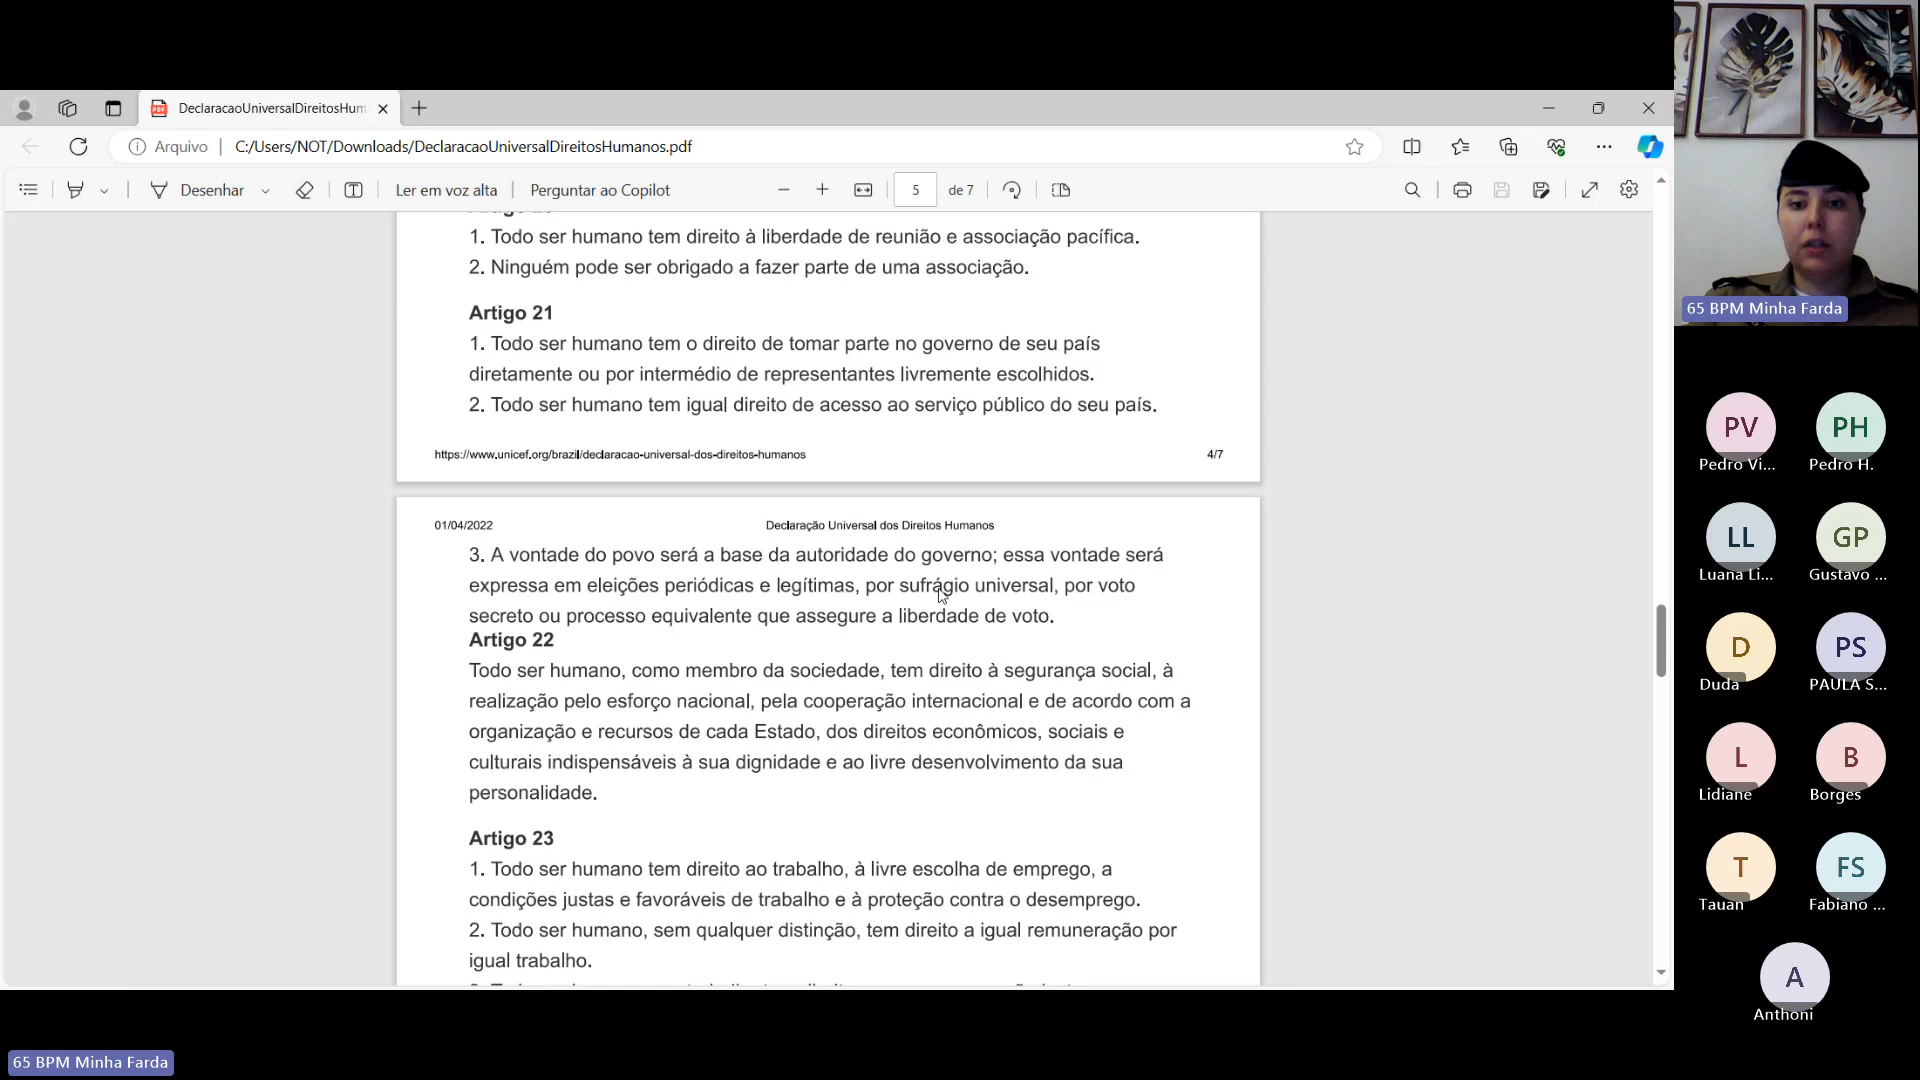 DeclaracaoUniversalDireitosHum
Arquivo
C:/Users/NOT/Downloads/DeclaracaoUniversalDireitosHumanos.pdf
Desenhar
Ler em voz alta
Perguntar ao Copilot
5
de 7
1. Todo ser humano tem direito à liberdade de reunião e associação pacífica.
2. Ninguém pode ser obrigado a fazer parte de uma associação.
Artigo 21
1. Todo ser humano tem o direito de tomar parte no governo de seu país
diretamente ou por intermédio de representantes livremente escolhidos.
2. Todo ser humano tem igual direito de acesso ao serviço público do seu país.
https://www.unicef.org/brazil/declaracao-universal-dos-direitos-humanos
4/7
01/04/2022
Declaração Universal dos Direitos Humanos
3. A vontade do povo será a base da autoridade do governo; essa vontade será
expressa em eleições periódicas e legítimas, por sufrágio universal, por voto
secreto ou processo equivalente que assegure a liberdade de voto.
Artigo 22
Todo ser humano, como membro da sociedade, tem direito à segurança social, à
realização pelo esforço nacional, pela cooperação internacional e de acordo com a
organização e recursos de cada Estado, dos direitos econômicos, sociais e
culturais indispensáveis à sua dignidade e ao livre desenvolvimento da sua
personalidade.
Artigo 23
1. Todo ser humano tem direito ao trabalho, à livre escolha de emprego, a
condições justas e favoráveis de trabalho e à proteção contra o desemprego.
2. Todo ser humano, sem qualquer distinção, tem direito a igual remuneração por
igual trabalho.
65 BPM Minha Farda
PV
Pedro Vi...
PH
Pedro H.
LL
Luana Li...
GP
Gustavo ...
D
Duda
PS
PAULA S...
L
Lidiane
B
Borges
T
Tauan
FS
Fabiano ...
A
Anthoni
65 BPM Minha Farda